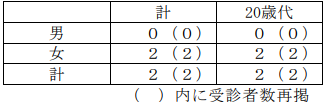 計 20歳代
男 0（0） 0（0）
女 2（2） 2（2）
計 2（2） 2（2）
（　）内に受診者数再掲